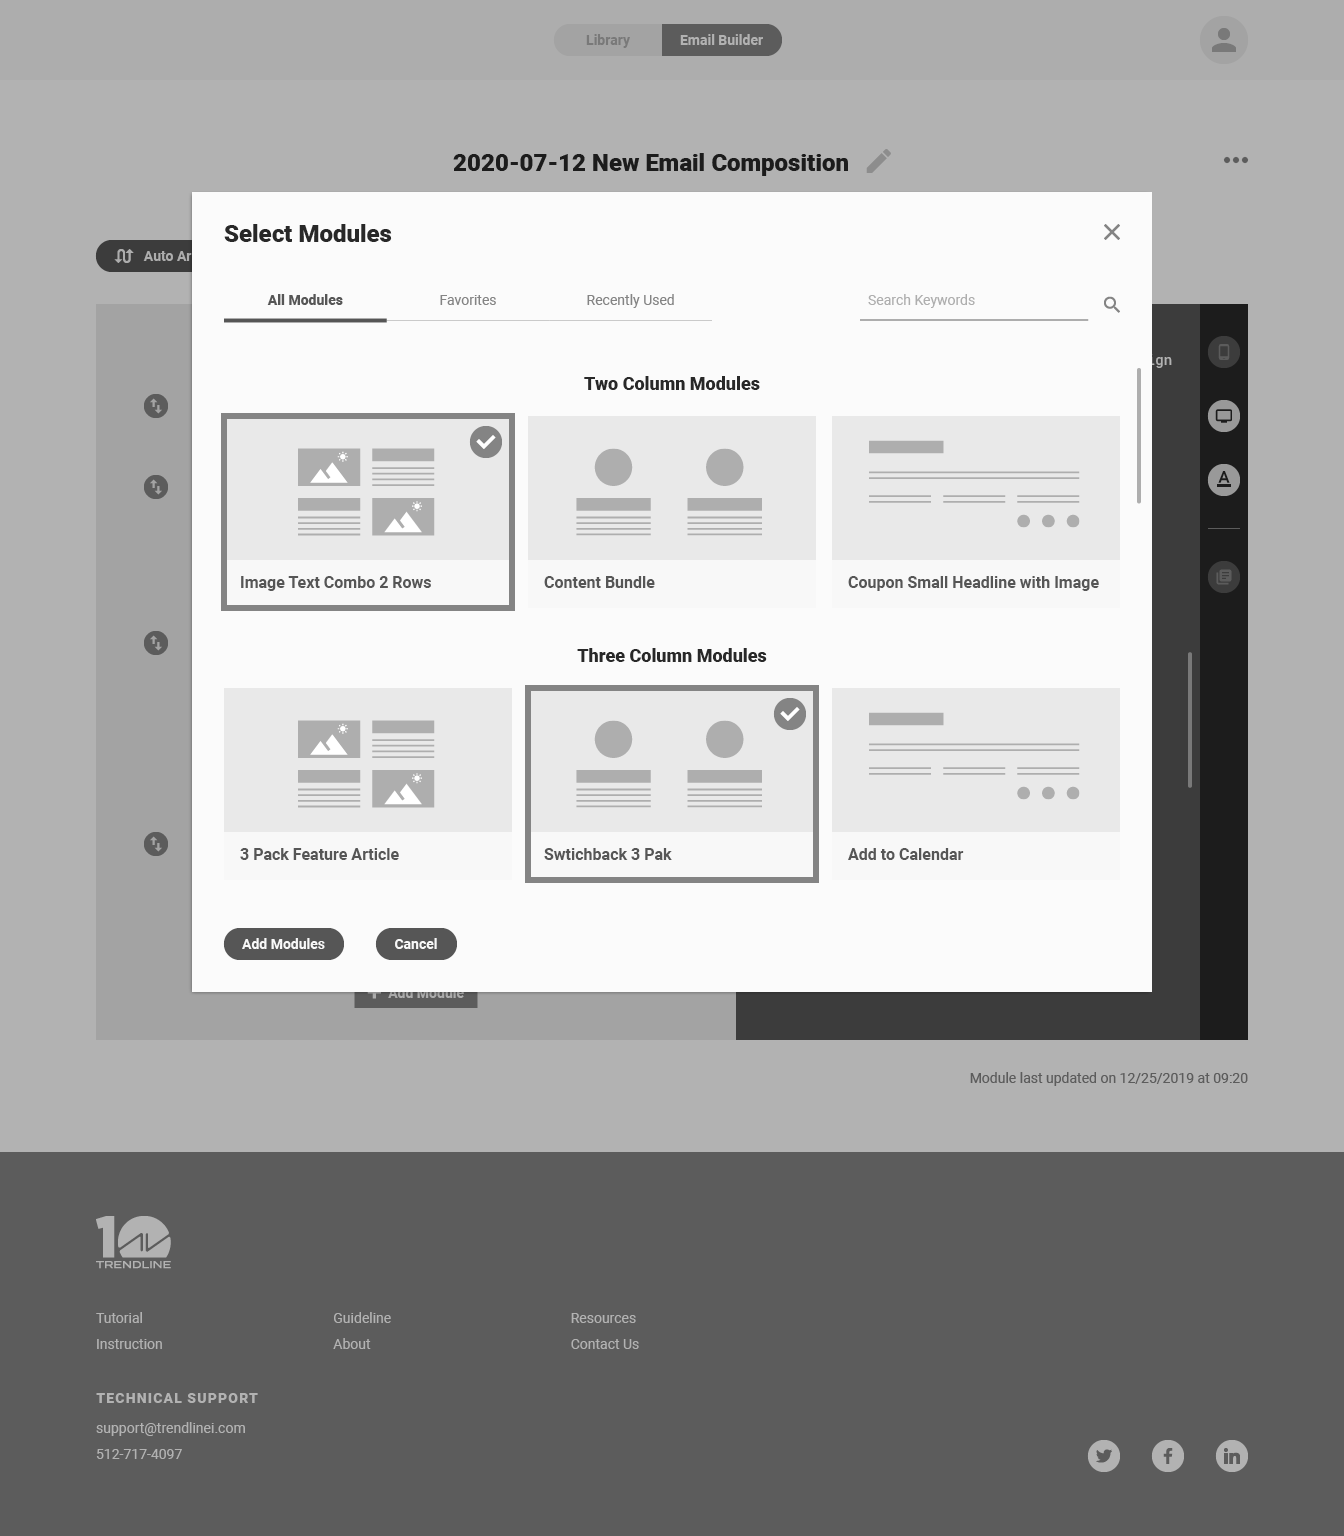 Library
Email Builder
2020-07-12 New Email Composition
Select Modules
Auto Ar
All Modules
Favorites
Recently Used
Search Keywords
gn
Two Column Modules
Image Text Combo 2 Rows
Content Bundle
Coupon Small Headline with Image
Three Column Modules
3 Pack Feature Article
Swtichback 3 Pak
Add to Calendar
Add Modules
Cancel
Add Module
Module last updated on 12/25/2019 at 09:20
10
TRENDLINE
Tutorial
Guideline
Resources
Instruction
About
Contact Us
TECHNICAL SUPPORT
support@trendlinei.com
512-717-4097